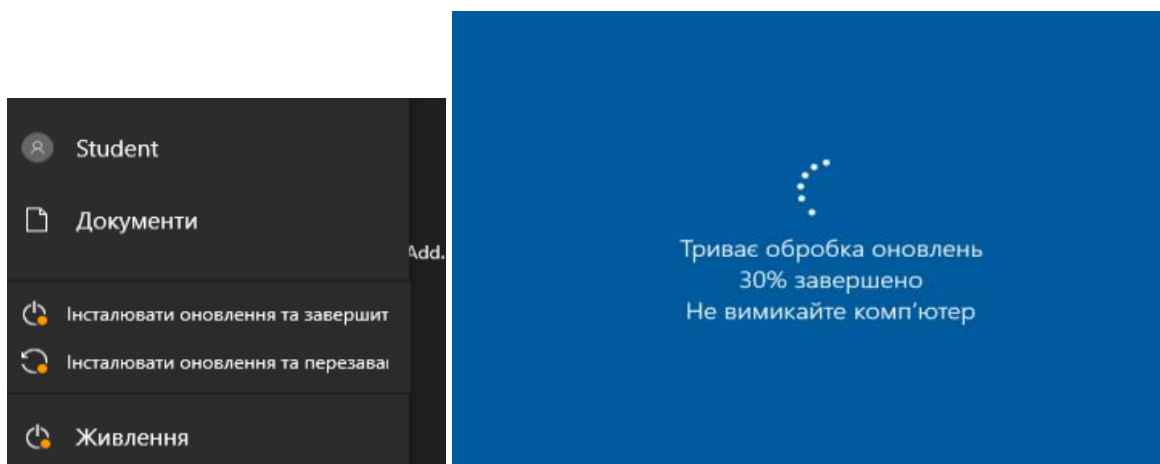 Student
Документи
Add.
Інсталювати оновлення та завершит
Інсталювати оновлення та перезава
Живлення
Триває обробка оновлень
30% завершено
Не вимикайте комп'ютер